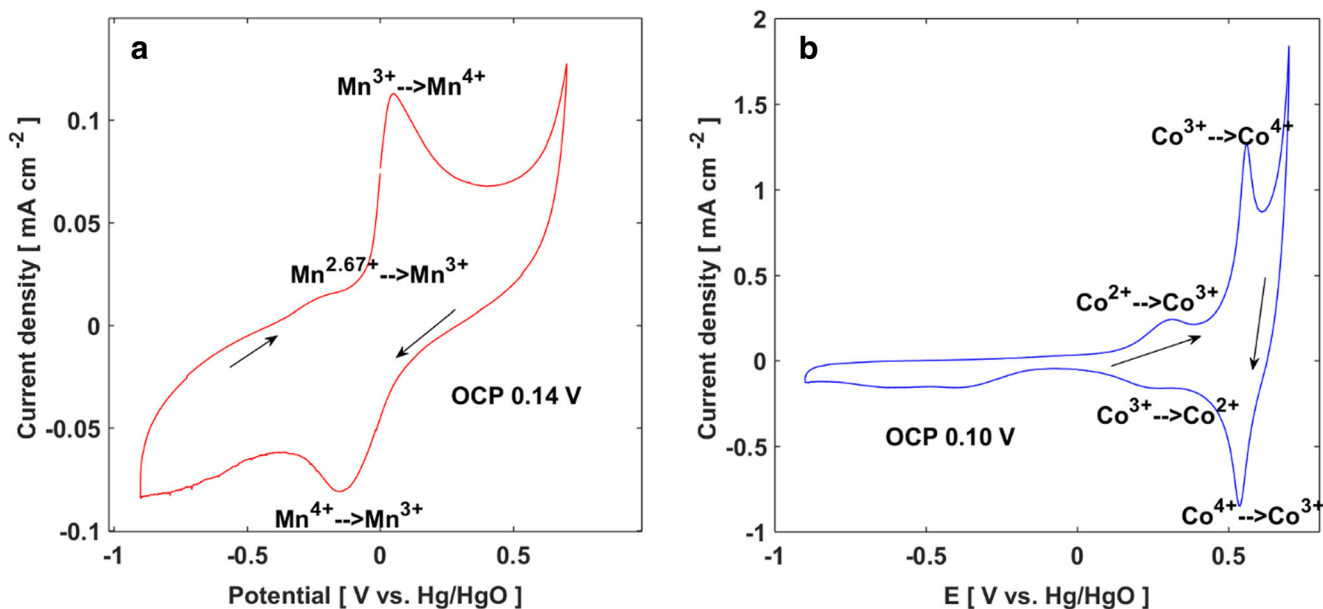 a
Mn³⁺-->Mn⁴⁺
Mn²·⁶⁷⁺-->Mn³⁺
OCP 0.14 V
Mn⁴⁺-->Mn³⁺
0.1
0.05
0
-0.05
-0.1
-1
-0.5
0
0.5
Current density [ mA cm ⁻² ]
Potential [ V vs. Hg/HgO ]
b
Co³⁺-->Co⁴⁺
Co²⁺-->Co³⁺
Co³⁺-->Co²⁺
OCP 0.10 V
Co⁴⁺-->Co³⁺
2
1.5
1
0.5
0
-0.5
-1
-1
-0.5
0
0.5
Current density [ mA cm ⁻² ]
E [ V vs. Hg/HgO ]